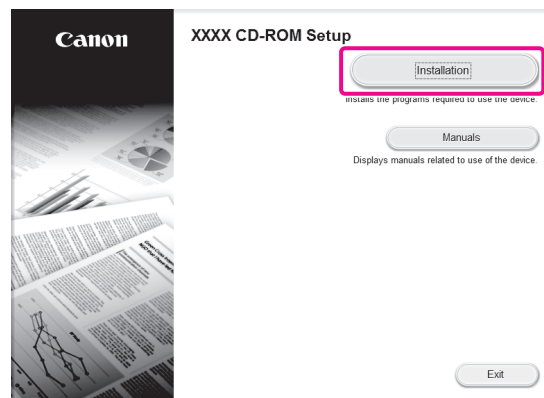 Canon
XXXX CD-ROM Setup
Installation
Installs the programs required to use the device.
Manuals
Displays manuals related to use of the device.
Exit